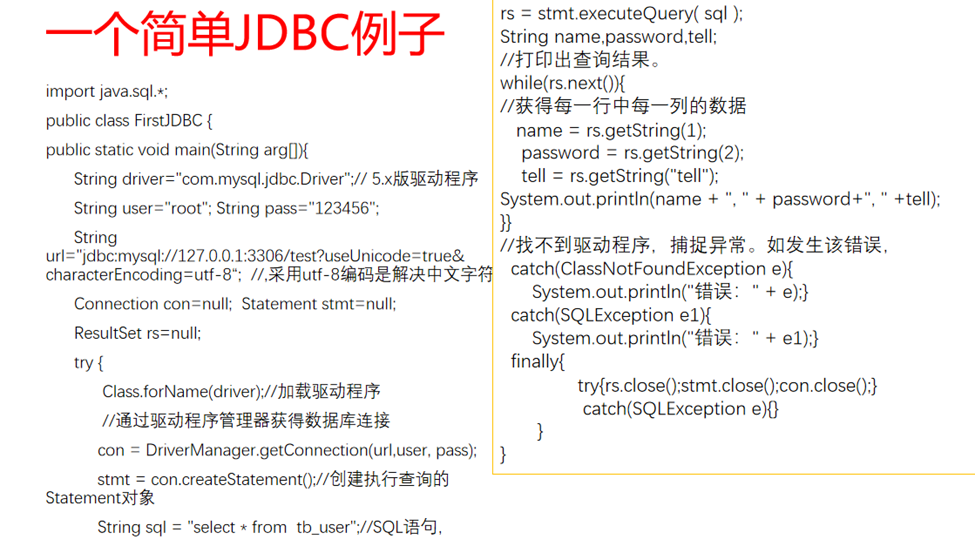 一个简单JDBC例子
import java.sql.*;
public class FirstJDBC {
public static void main(String arg[]){
String driver="com.mysql.jdbc.Driver";// 5.x版驱动程序
String user="root"; String pass="123456";
String
url="jdbc:mysql://127.0.0.1:3306/test?useUnicode=true&
characterEncoding=utf-8“; //,采用utf-8编码是解决中文字符
Connection con=null; Statement stmt=null;
ResultSet rs=null;
try {
Class.forName(driver);//加载驱动程序
//通过驱动程序管理器获得数据库连接
con = DriverManager.getConnection(url,user, pass);
stmt = con.createStatement();//创建执行查询的
Statement对象
String sql = "select * from tb_user";//SQL语句，
rs = stmt.executeQuery( sql );
String name,password,tell;
//打印出查询结果。
while(rs.next()){
//获得每一行中每一列的数据
name = rs.getString(1);
password = rs.getString(2);
tell = rs.getString("tell");
System.out.println(name + ", " + password+", " +tell);
}}
//找不到驱动程序，捕捉异常。如发生该错误，
catch(ClassNotFoundException e){
System.out.println("错误：" + e);}
catch(SQLException e1){
System.out.println("错误：" + e1);}
finally{
try{rs.close();stmt.close();con.close();}
catch(SQLException e){}
}
}